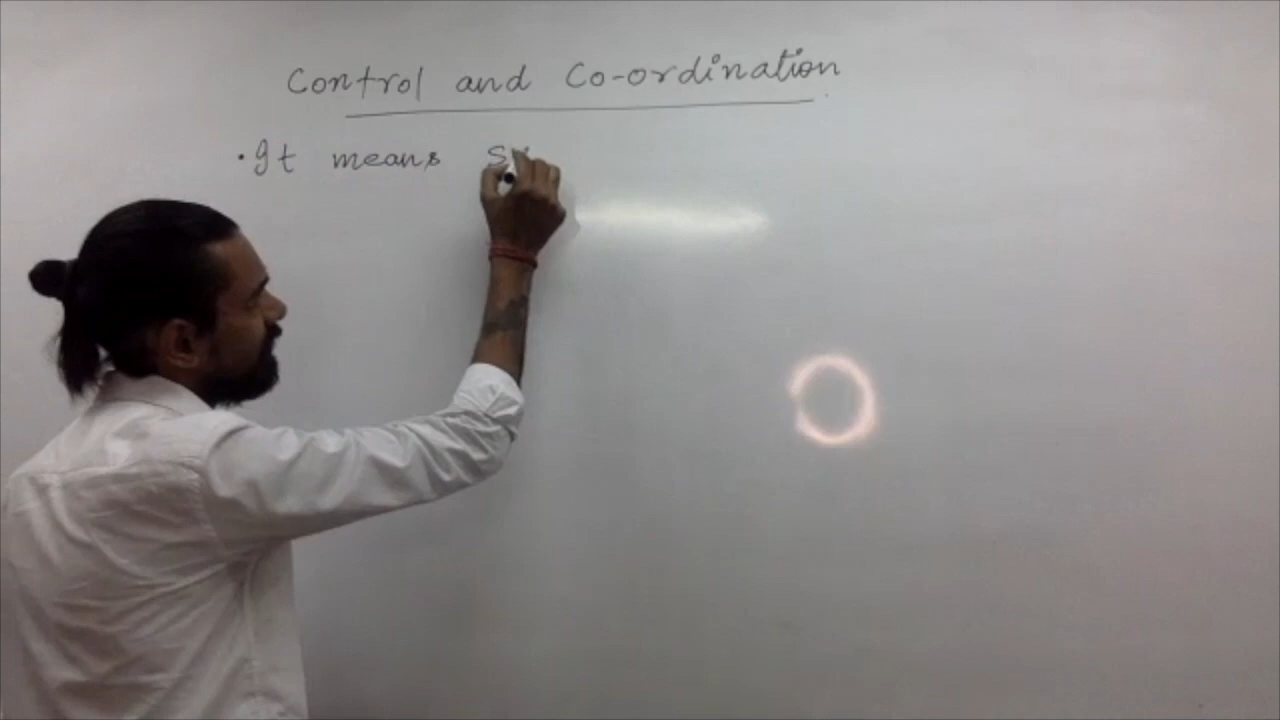 Control and Co-ordination
• It means